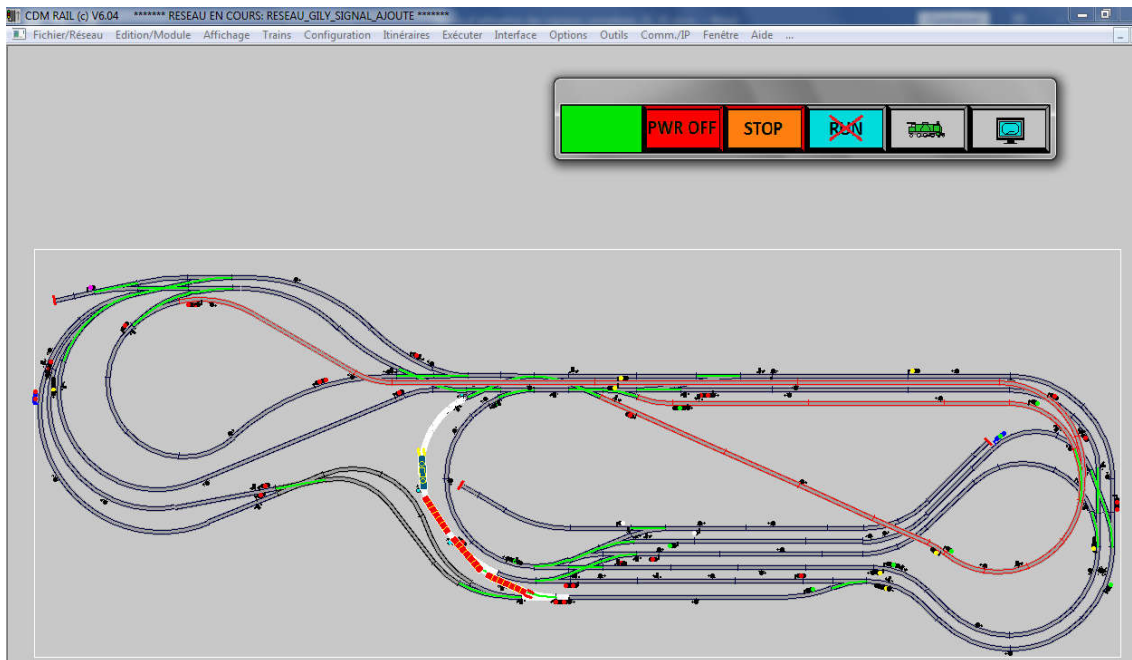 CDM RAIL (c) V6.04 ******* RESEAU EN COURS: RESEAU_GILY_SIGNAL_AJOUTE *******
Fichier/Réseau Edition/Module Affichage Trains Configuration Itinéraires Exécuter Interface Options Outils Comm./IP Fenêtre Aide ...
PWR OFF STOP RUN